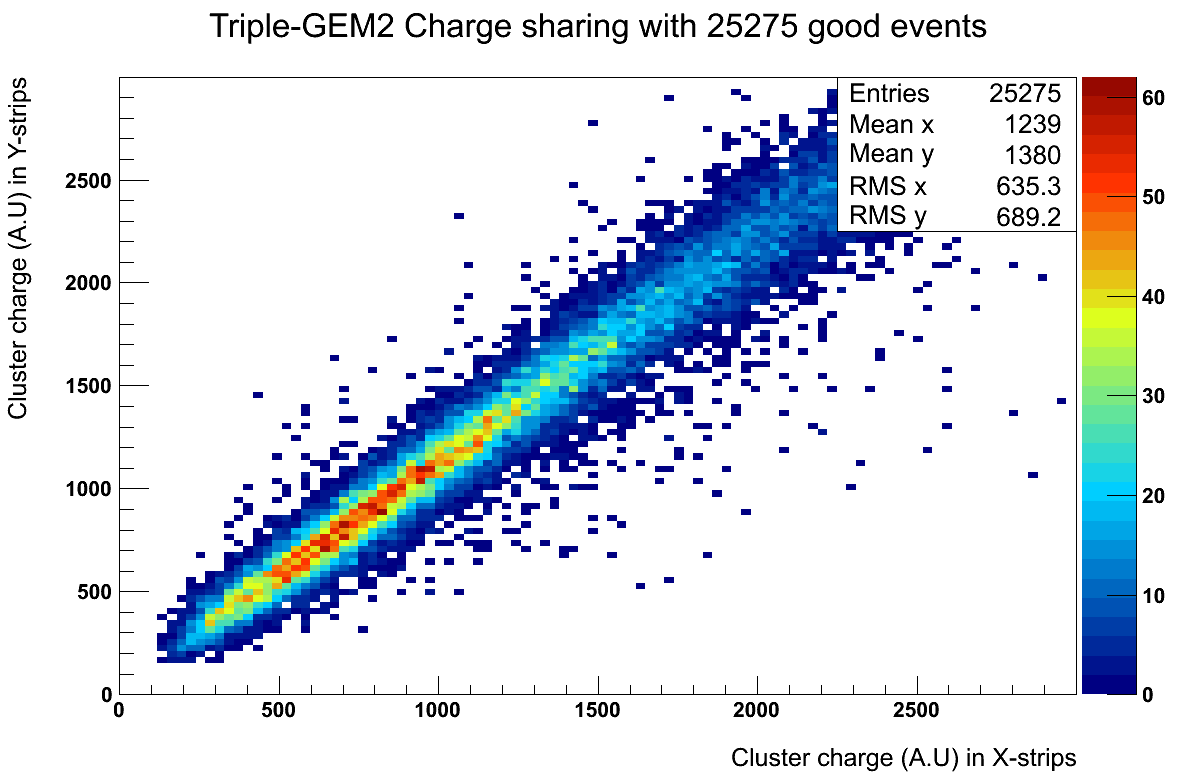 Triple-GEM2 Charge sharing with 25275 good events
Cluster charge (A.U) in Y-strips
Entries 25275
Mean x 1239
Mean y 1380
RMS x 635.3
RMS y 689.2
2500
2000
1500
1000
500
0
0 500 1000 1500 2000 2500
60
50
40
30
20
10
0
Cluster charge (A.U) in X-strips